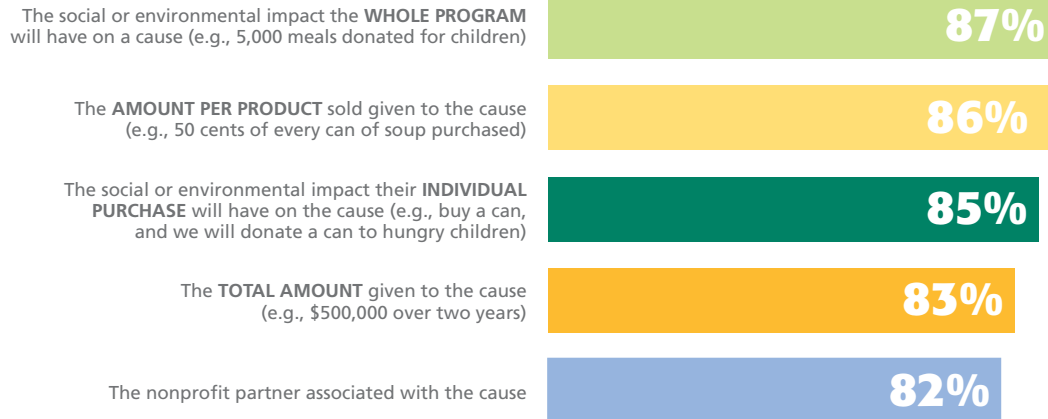 The social or environmental impact the WHOLE PROGRAM
will have on a cause (e.g., 5,000 meals donated for children)
87%
The AMOUNT PER PRODUCT sold given to the cause
(e.g., 50 cents of every can of soup purchased)
86%
The social or environmental impact their INDIVIDUAL
PURCHASE will have on the cause (e.g., buy a can,
and we will donate a can to hungry children)
85%
The TOTAL AMOUNT given to the cause
(e.g., $500,000 over two years)
83%
The nonprofit partner associated with the cause
82%